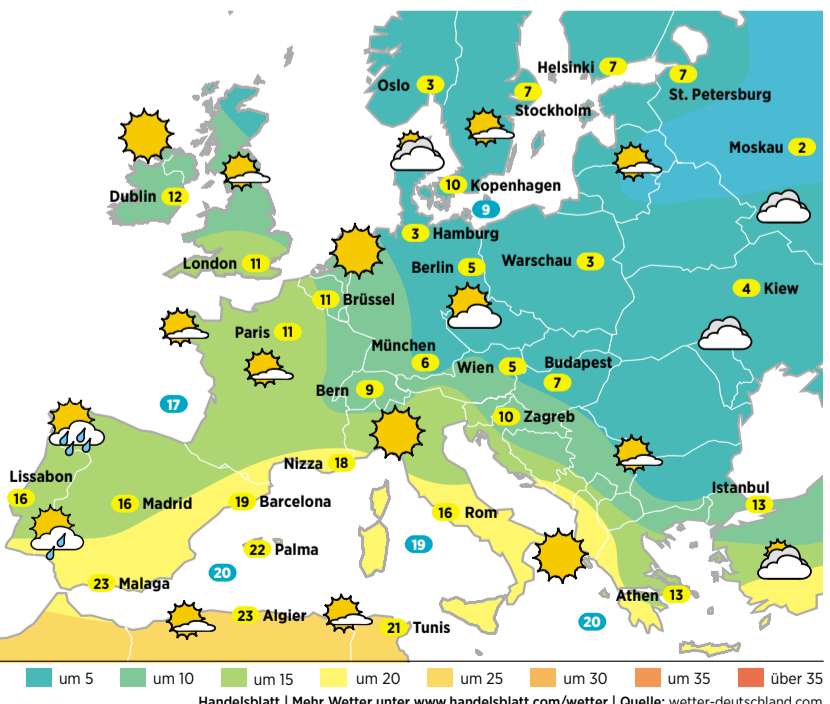 Helsinki 7
7
Oslo 3
7
St. Petersburg
Stockholm
Moskau 2
10 Kopenhagen
Dublin 12
9
3 Hamburg
London 11
Berlin 5
Warschau 3
4 Kiew
11 Brüssel
Paris 11
München
6
Wien 5
Budapest
7
Bern 9
17
10 Zagreb
Nizza 18
Lissabon
16
16 Madrid
19 Barcelona
16 Rom
Istanbul
13
22 Palma
19
20
23 Malaga
Athen 13
23 Algier
21 Tunis
20
um 5 um 10 um 15 um 20 um 25 um 30 um 35 über 35
Handelsblatt | Mehr Wetter unter www.handelsblatt.com/wetter | Quelle: wetter-deutschland.com